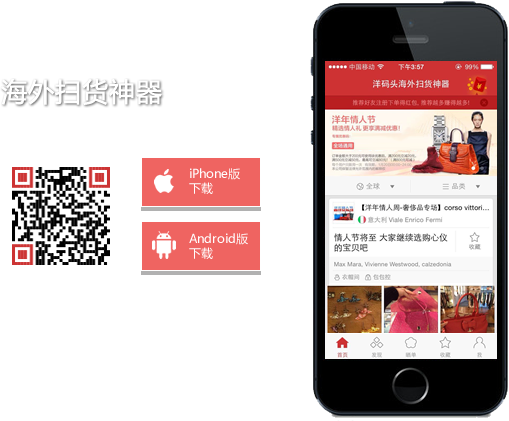 海外扫货神器
iPhone版
下载
Android版
下载
中国移动
下午3:57
99%
洋码头海外扫货神器
推荐好友注册下单得红包, 推荐越多赚得越多!
洋年情人节
精选情人礼 更享满减优惠!
全球
品类
【洋年情人周-奢侈品专场】corso vittori...
意大利 Viale Enrico Fermi
情人节将至 大家继续选购心仪
的宝贝吧
收藏
Max Mara, Vivienne Westwood, calzedonia
衣帽间 包包控
首页
收藏
我